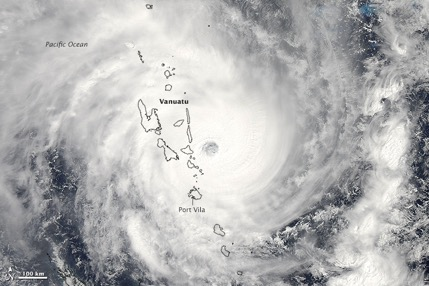 Pacific Ocean
Vanuatu
Port Vila
N
100 km